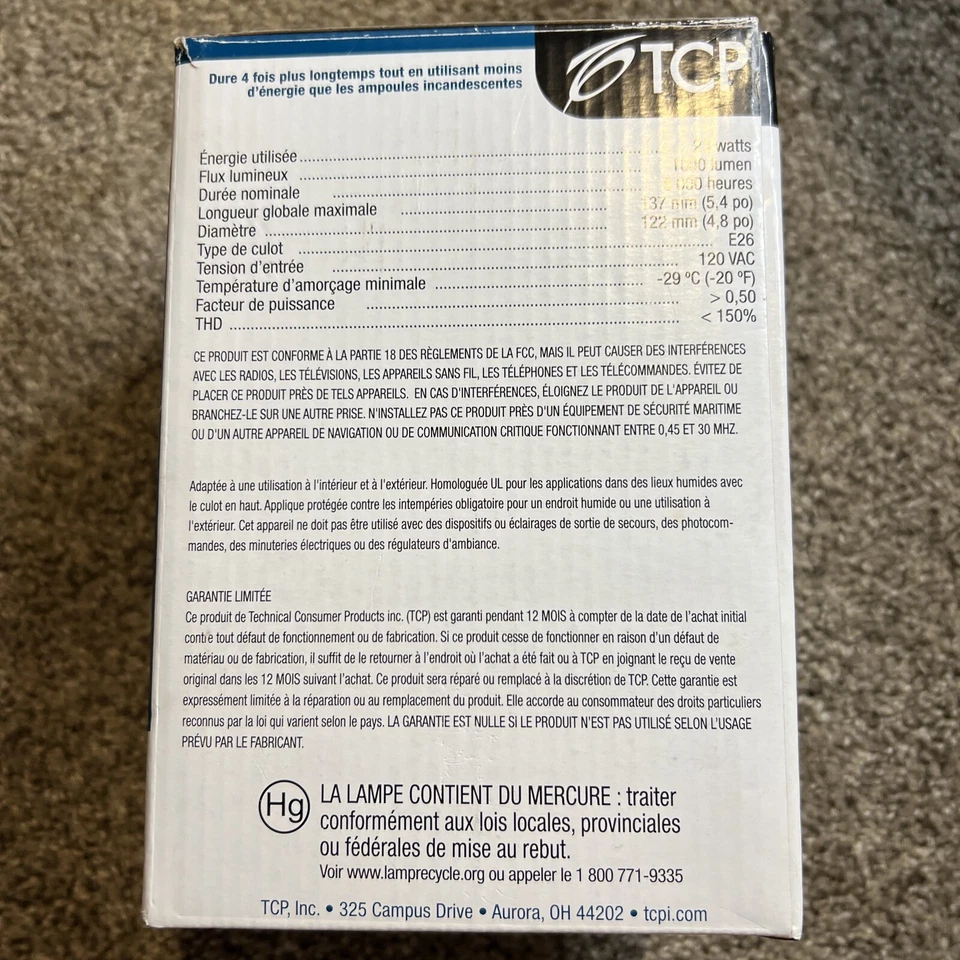 TCP
Dure 4 fois plus longtemps tout en utilisant moins
d'énergie que les ampoules incandescentes
Énergie utilisée ........ watts
Flux lumineux ........ lumen
Durée nominale ........ heures
Longueur globale maximale ........ 137 mm (5,4 po)
Diamètre ........ 122 mm (4,8 po)
Type de culot ........ E26
Tension d'entrée ........ 120 VAC
Température d'amorçage minimale ........ -29 ºC (-20 ºF)
Facteur de puissance ........ > 0,50
THD ........ < 150%
CE PRODUIT EST CONFORME À LA PARTIE 18 DES RÈGLEMENTS DE LA FCC, MAIS IL PEUT CAUSER DES INTERFÉRENCES
AVEC LES RADIOS, LES TÉLÉVISIONS, LES APPAREILS SANS FIL, LES TÉLÉPHONES ET LES TÉLÉCOMMANDES. ÉVITEZ DE
PLACER CE PRODUIT PRÈS DE TELS APPAREILS. EN CAS D'INTERFÉRENCES, ÉLOIGNEZ LE PRODUIT DE L'APPAREIL OU
BRANCHEZ-LE SUR UNE AUTRE PRISE. N'INSTALLEZ PAS CE PRODUIT PRÈS D'UN ÉQUIPEMENT DE SÉCURITÉ MARITIME
OU D'UN AUTRE APPAREIL DE NAVIGATION OU DE COMMUNICATION CRITIQUE FONCTIONNANT ENTRE 0,45 ET 30 MHZ.
Adaptée à une utilisation à l'intérieur et à l'extérieur. Homologuée UL pour les applications dans des lieux humides avec
le culot en haut. Applique protégée contre les intempéries obligatoire pour un endroit humide ou une utilisation à
l'extérieur. Cet appareil ne doit pas être utilisé avec des dispositifs ou éclairages de sortie de secours, des photocom-
mandes, des minuteries électriques ou des régulateurs d'ambiance.
GARANTIE LIMITÉE
Ce produit de Technical Consumer Products inc. (TCP) est garanti pendant 12 MOIS à compter de la date de l'achat initial
contre tout défaut de fonctionnement ou de fabrication. Si ce produit cesse de fonctionner en raison d'un défaut de
matériau ou de fabrication, il suffit de le retourner à l'endroit où l'achat a été fait ou à TCP en joignant le reçu de vente
original dans les 12 MOIS suivant l'achat. Ce produit sera réparé ou remplacé à la discrétion de TCP. Cette garantie est
expressément limitée à la réparation ou au remplacement du produit. Elle accorde au consommateur des droits particuliers
reconnus par la loi qui varient selon le pays. LA GARANTIE EST NULLE SI LE PRODUIT N'EST PAS UTILISÉ SELON L'USAGE
PRÉVU PAR LE FABRICANT.
Hg
LA LAMPE CONTIENT DU MERCURE : traiter
conformément aux lois locales, provinciales
ou fédérales de mise au rebut.
Voir www.lamprecycle.org ou appeler le 1 800 771-9335
TCP, Inc. • 325 Campus Drive • Aurora, OH 44202 • tcpi.com